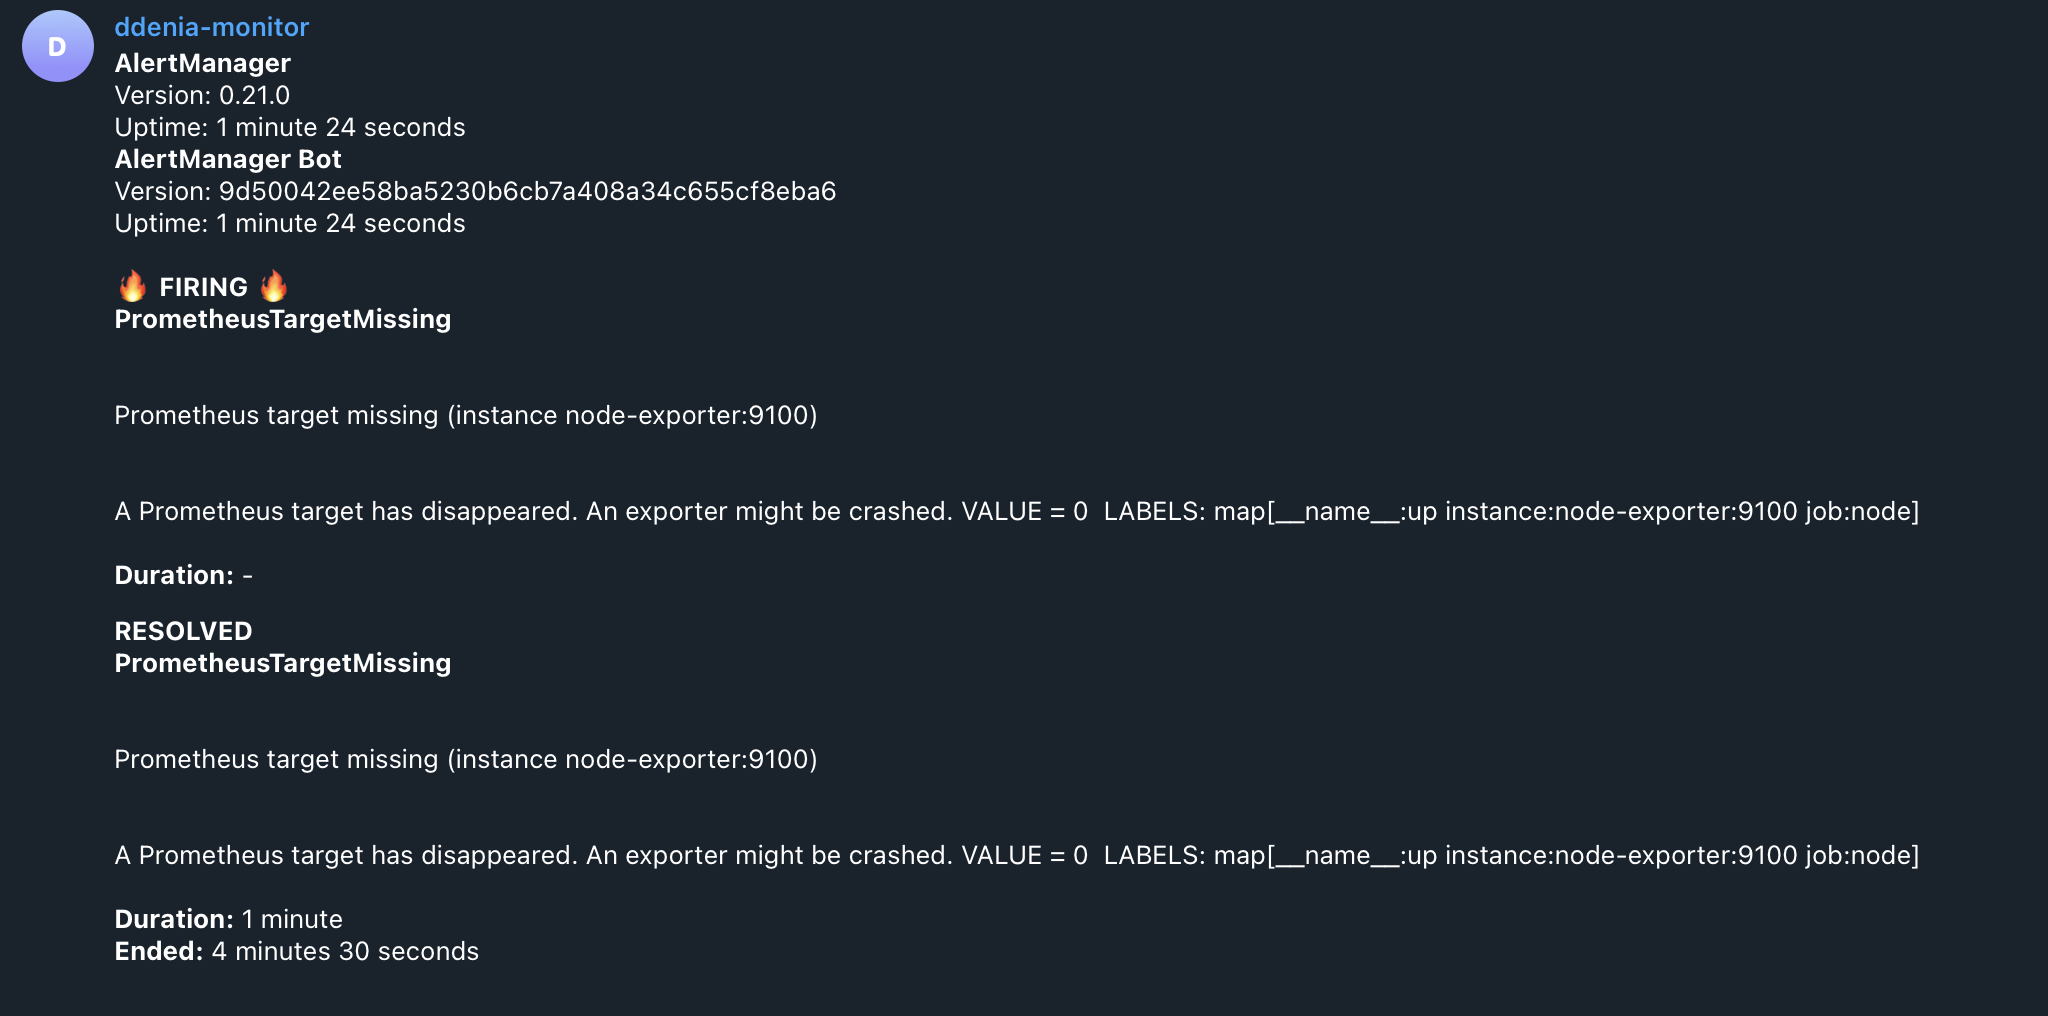 D
ddenia-monitor
AlertManager
Version: 0.21.0
Uptime: 1 minute 24 seconds
AlertManager Bot
Version: 9d50042ee58ba5230b6cb7a408a34c655cf8eba6
Uptime: 1 minute 24 seconds
🔥 FIRING 🔥
PrometheusTargetMissing
Prometheus target missing (instance node-exporter:9100)
A Prometheus target has disappeared. An exporter might be crashed. VALUE = 0  LABELS: map[__name__:up instance:node-exporter:9100 job:node]
Duration: -
RESOLVED
PrometheusTargetMissing
Prometheus target missing (instance node-exporter:9100)
A Prometheus target has disappeared. An exporter might be crashed. VALUE = 0  LABELS: map[__name__:up instance:node-exporter:9100 job:node]
Duration: 1 minute
Ended: 4 minutes 30 seconds